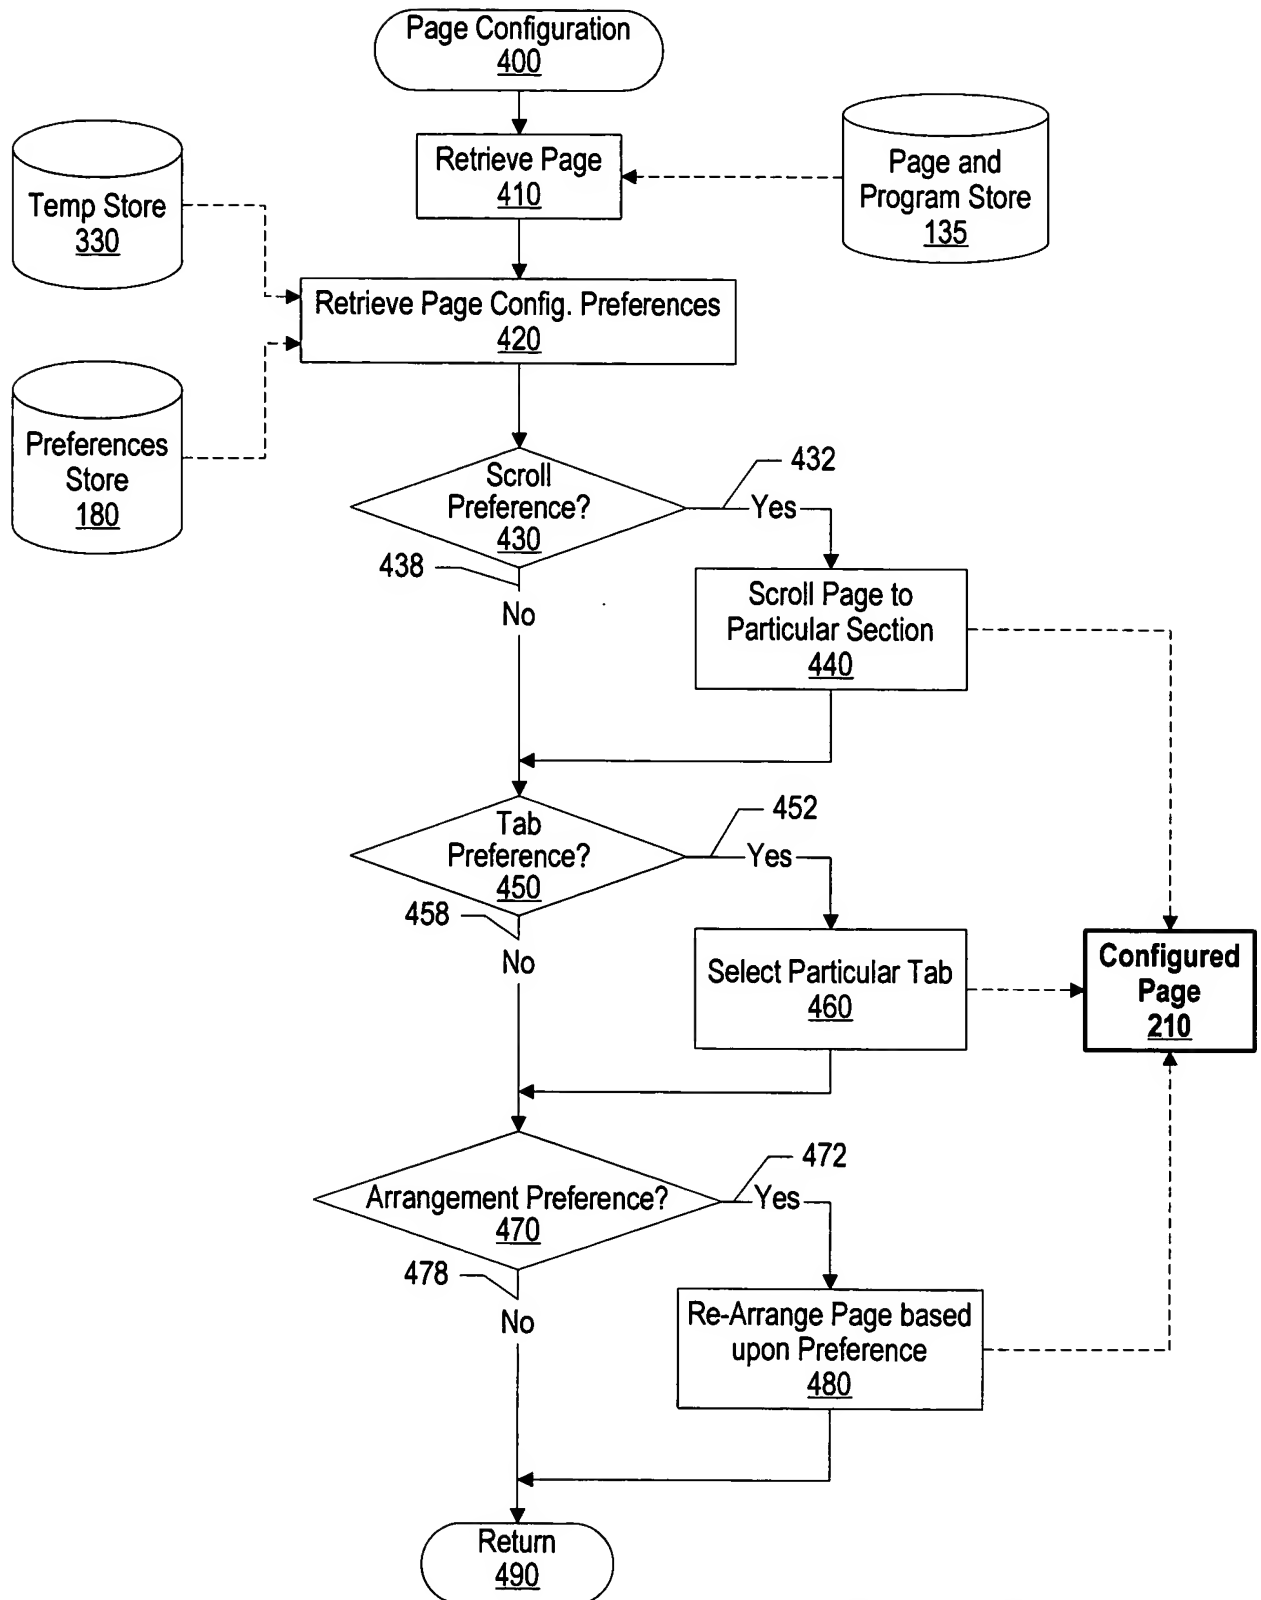 Page Configuration
400
Retrieve Page
410
Page and
Program Store
135
Temp Store
330
Retrieve Page Config. Preferences
420
Preferences
Store
180
Scroll
Preference?
430
432
Yes
438
No
Scroll Page to
Particular Section
440
Tab
Preference?
450
452
Yes
458
No
Select Particular Tab
460
Configured
Page
210
Arrangement Preference?
470
472
Yes
478
No
Re-Arrange Page based
upon Preference
480
Return
490